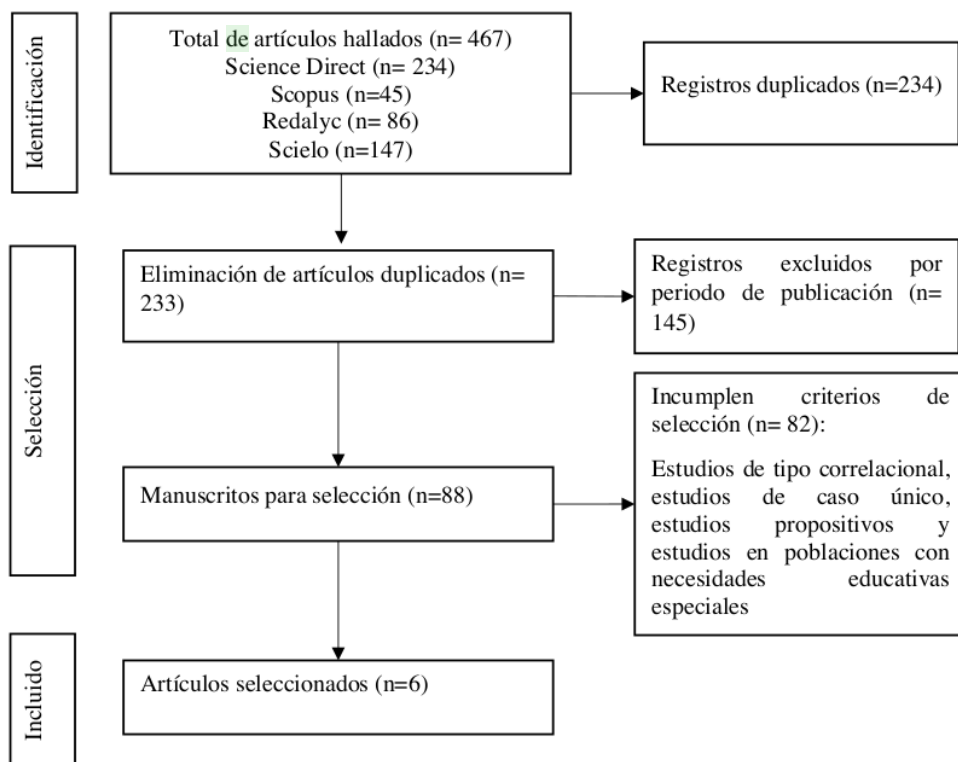 Identificación
Total de artículos hallados (n= 467)
Science Direct (n= 234)
Scopus (n=45)
Redalyc (n= 86)
Scielo (n=147)
Registros duplicados (n=234)
Selección
Eliminación de artículos duplicados (n=
233)
Registros excluidos por
periodo de publicación (n=
145)
Manuscritos para selección (n=88)
Incumplen criterios de
selección (n= 82):
Estudios de tipo correlacional,
estudios de caso único,
estudios propositivos y
estudios en poblaciones con
necesidades educativas
especiales
Incluido
Artículos seleccionados (n=6)